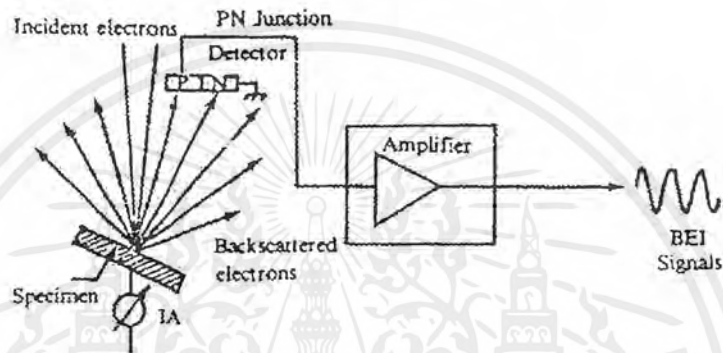 PN Junction
Incident electrons
Detector
P N
Amplifier
BEI
Signals
Backscattered
electrons
Specimen
IA